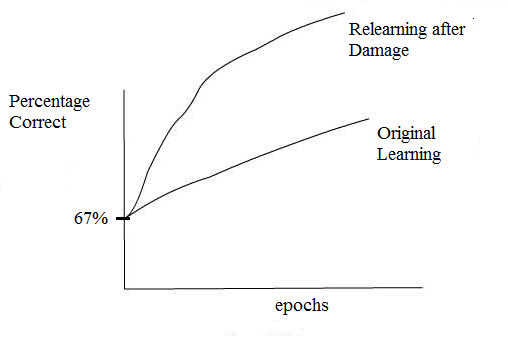 Relearning after
Damage
Percentage
Correct
Original
Learning
67%
epochs